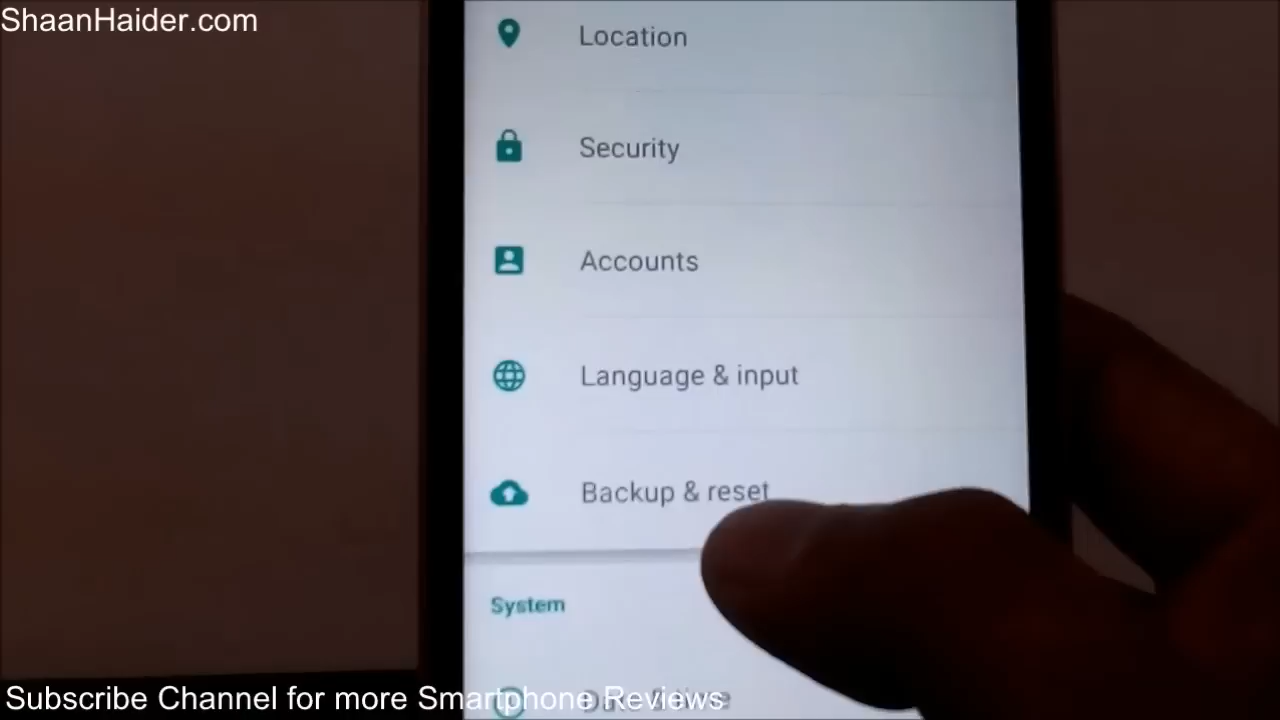 ShaanHaider.com
Location
Security
Accounts
Language & input
Backup & reset
System
Subscribe Channel for more Smartphone Reviews